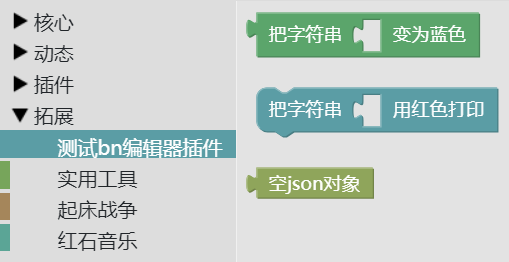 核心
动态
插件
拓展
测试bn编辑器插件
实用工具
起床战争
红石音乐
把字符串 变为蓝色
把字符串 用红色打印
空json对象